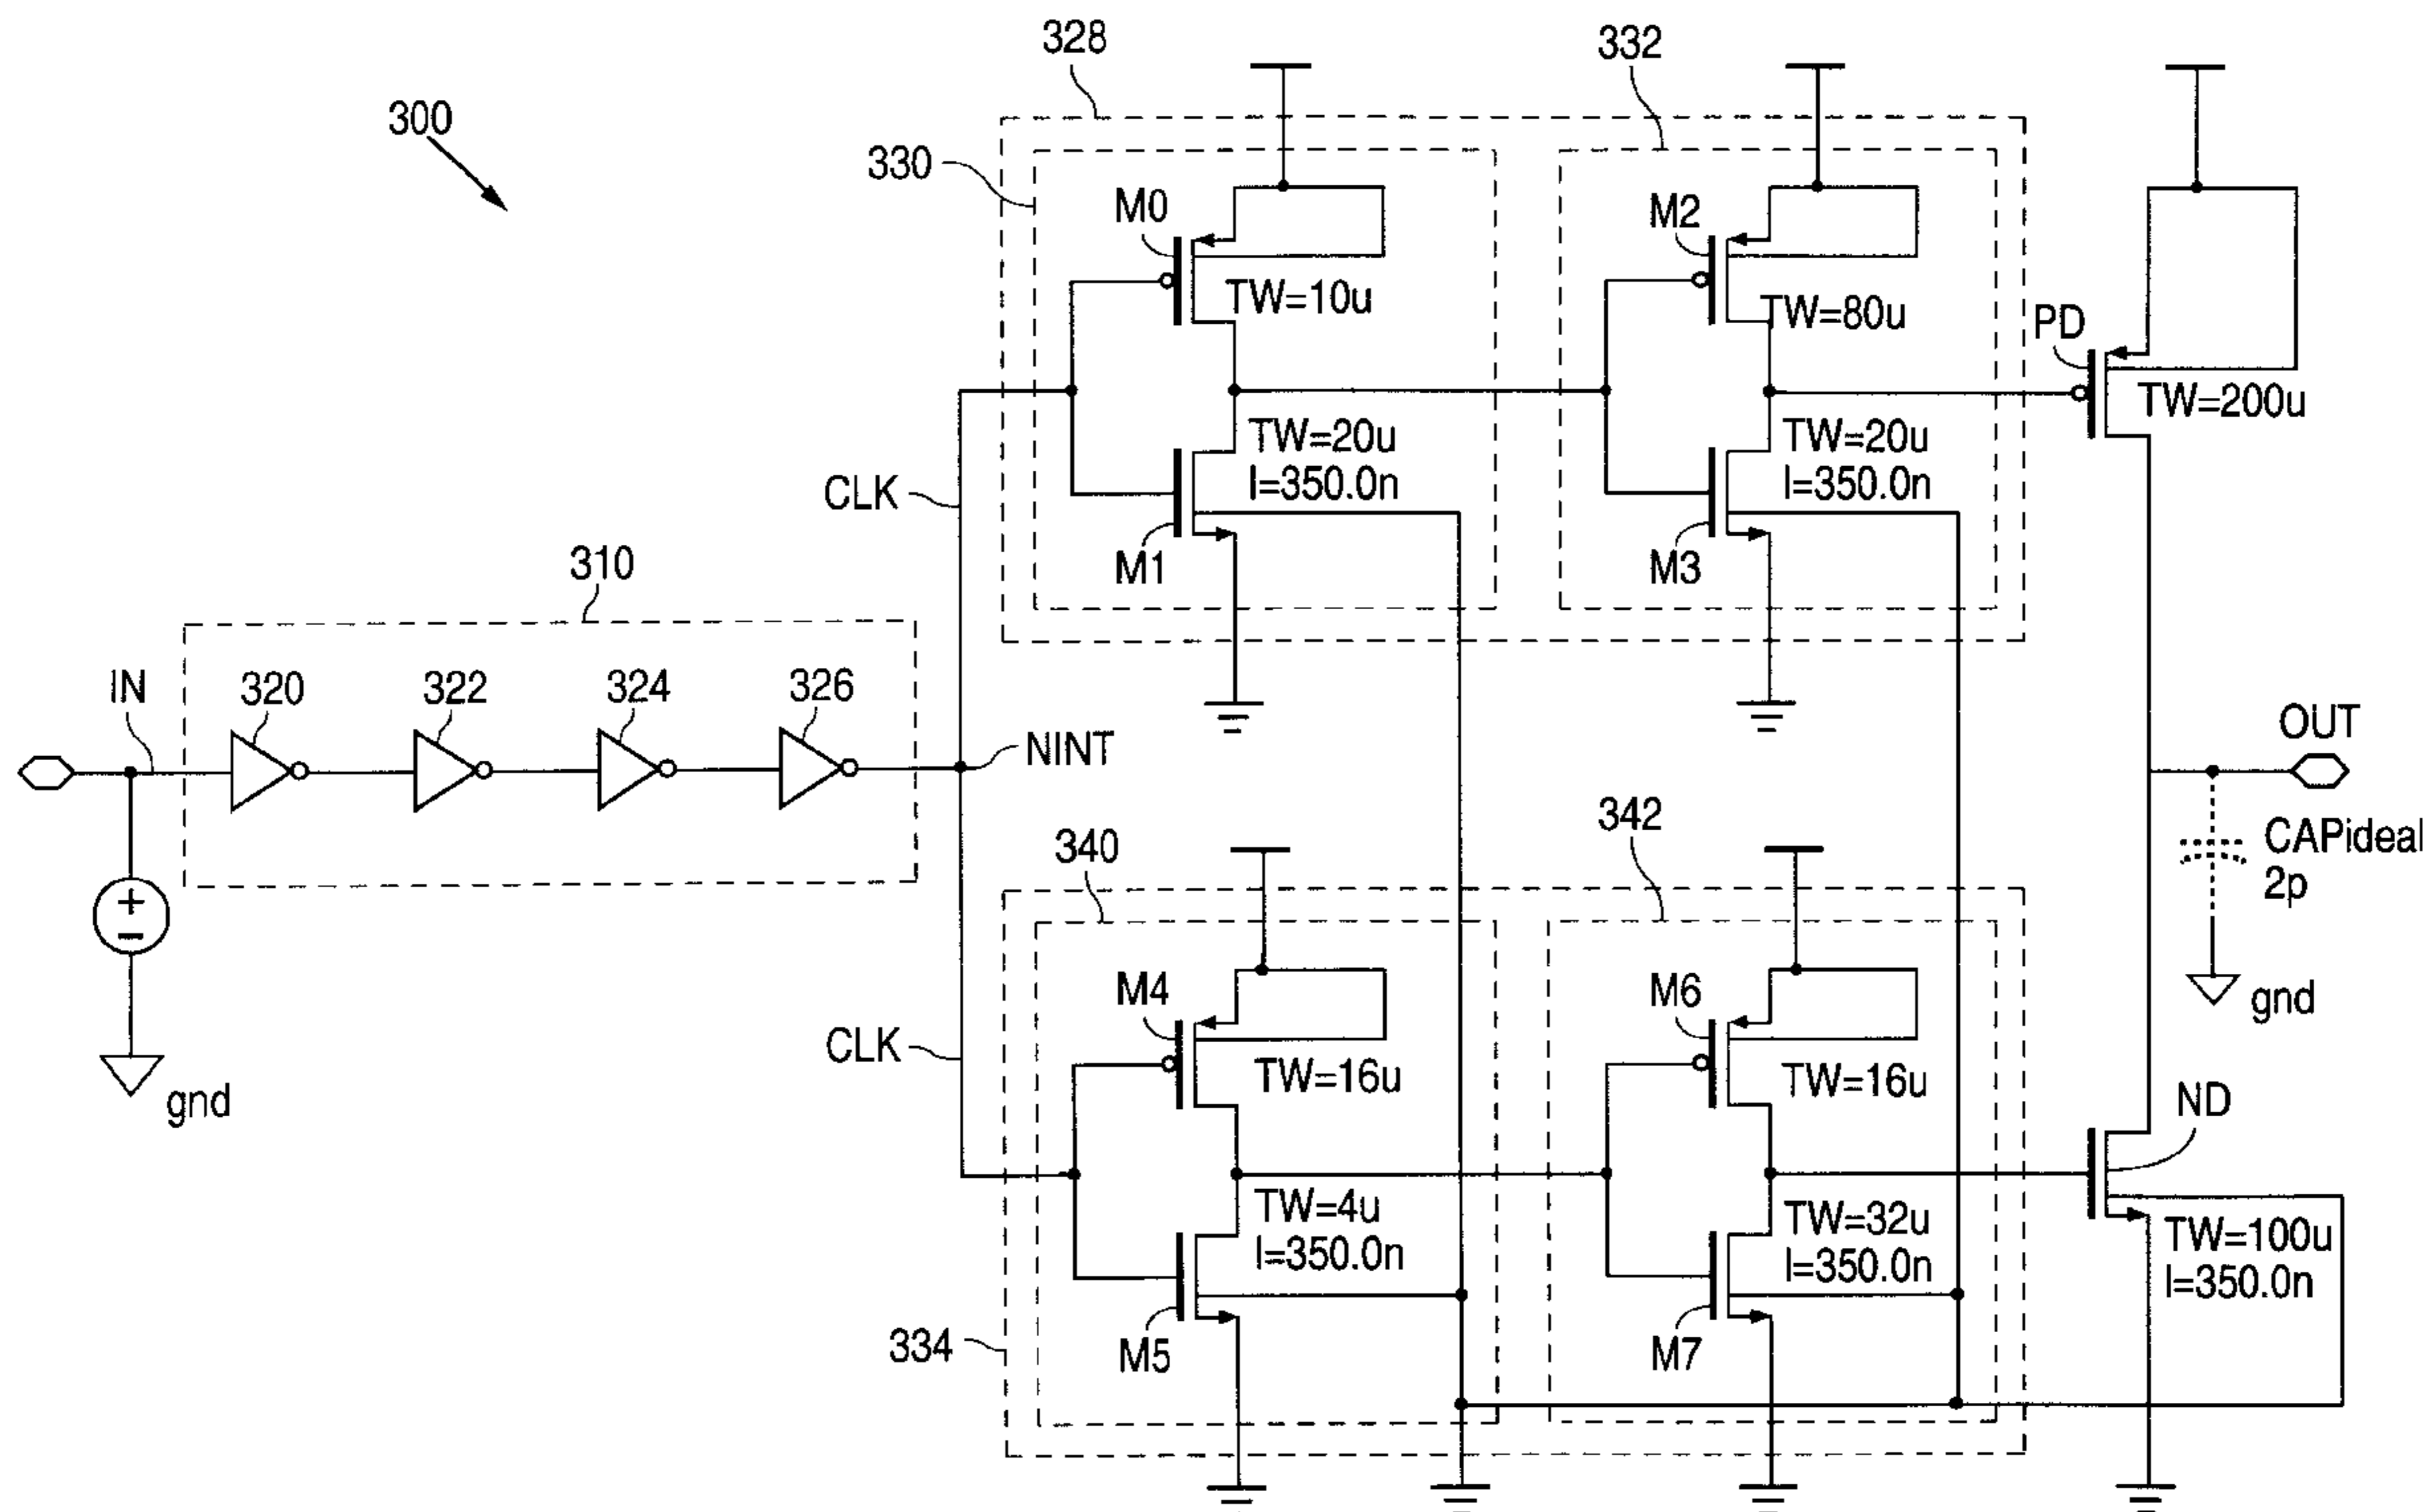 300
328
332
330
M0
TW=10u
M2
TW=80u
PD
TW=200u
CLK
TW=20u
l=350.0n
M1
TW=20u
l=350.0n
M3
310
IN
320
322
324
326
NINT
OUT
CAPideal
2p
gnd
+
-
gnd
340
342
CLK
M4
TW=16u
M6
TW=16u
ND
TW=4u
l=350.0n
M5
TW=32u
l=350.0n
M7
TW=100u
l=350.0n
334